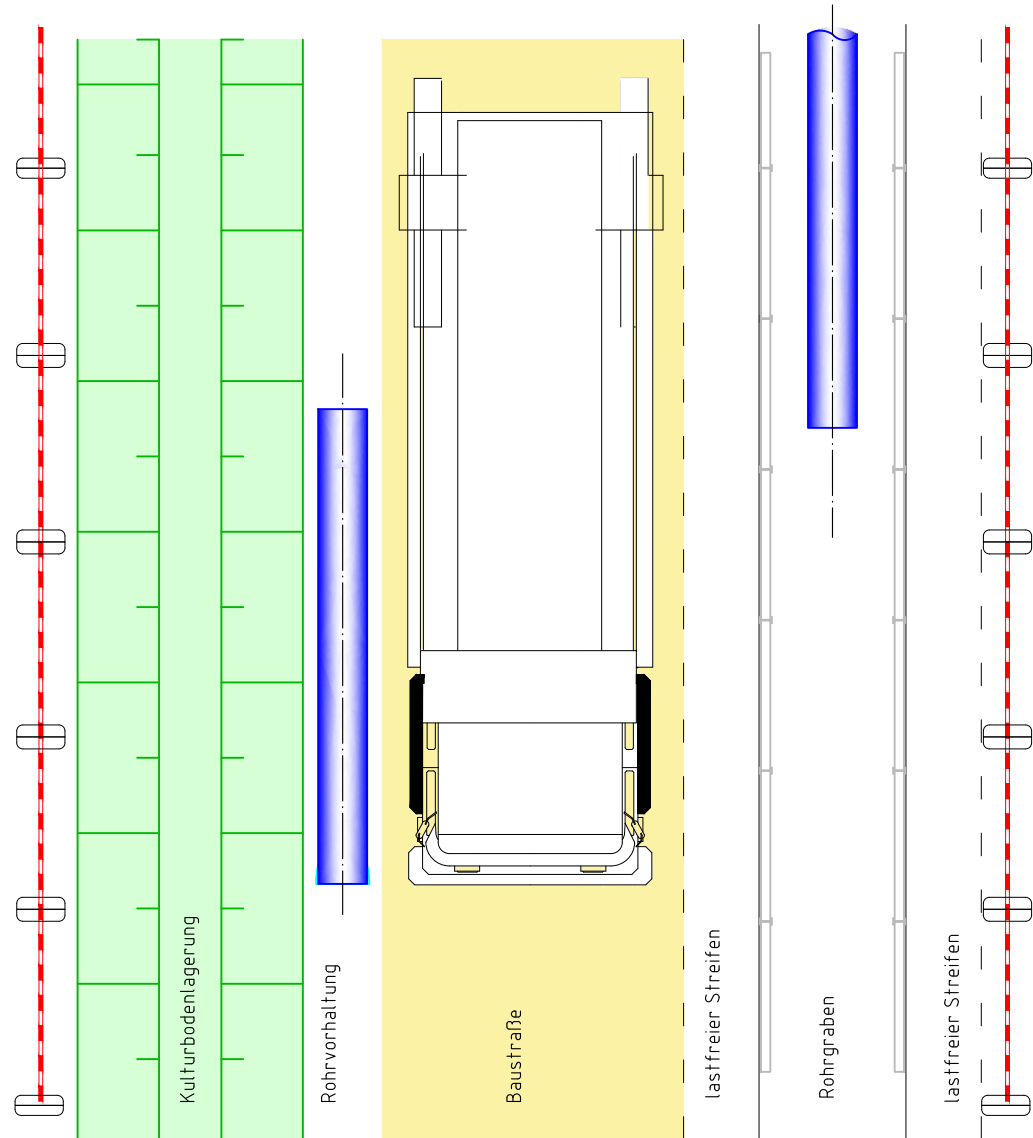 Kulturbodenlagerung
Rohrvorhaltung
Baustraße
lastfreier Streifen
Rohrgraben
lastfreier Streifen